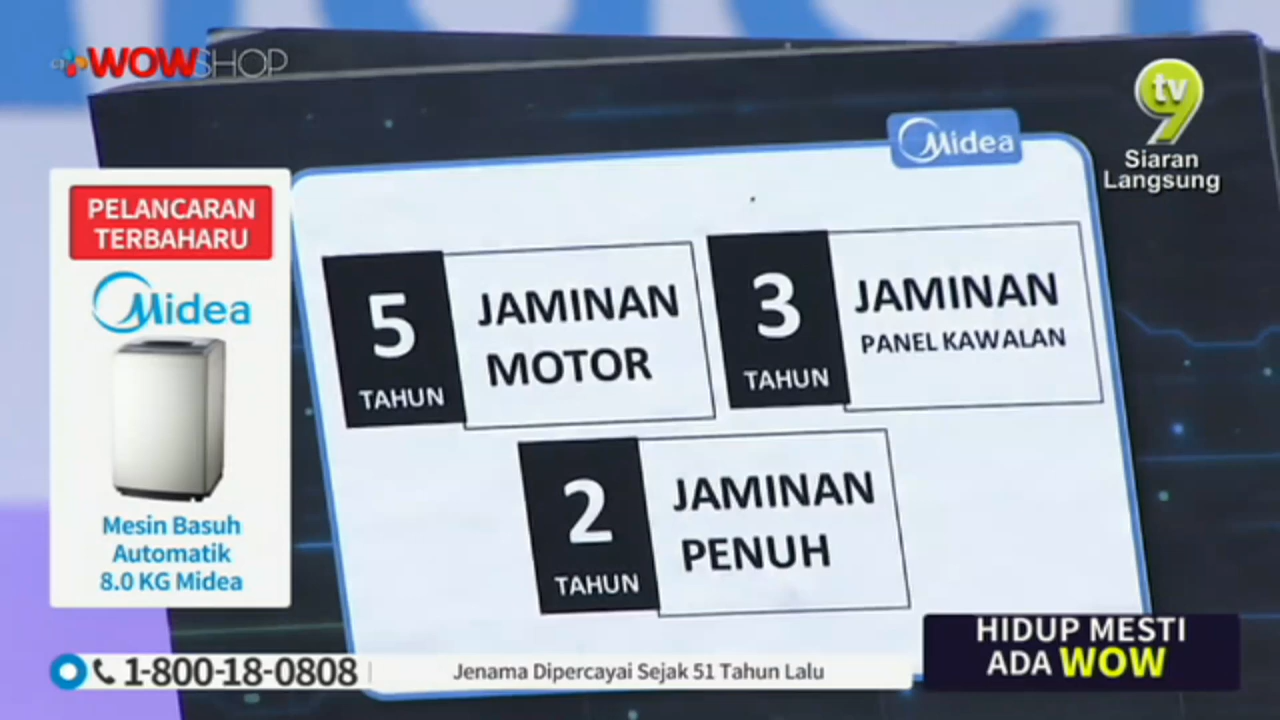 WOWSHOP
tv9
Siaran
Langsung
Midea
PELANCARAN
TERBAHARU
Midea
Mesin Basuh
Automatik
8.0 KG Midea
5
TAHUN
JAMINAN
MOTOR
3
TAHUN
JAMINAN
PANEL KAWALAN
2
TAHUN
JAMINAN
PENUH
1-800-18-0808
Jenama Dipercayai Sejak 51 Tahun Lalu
HIDUP MESTI
ADA WOW